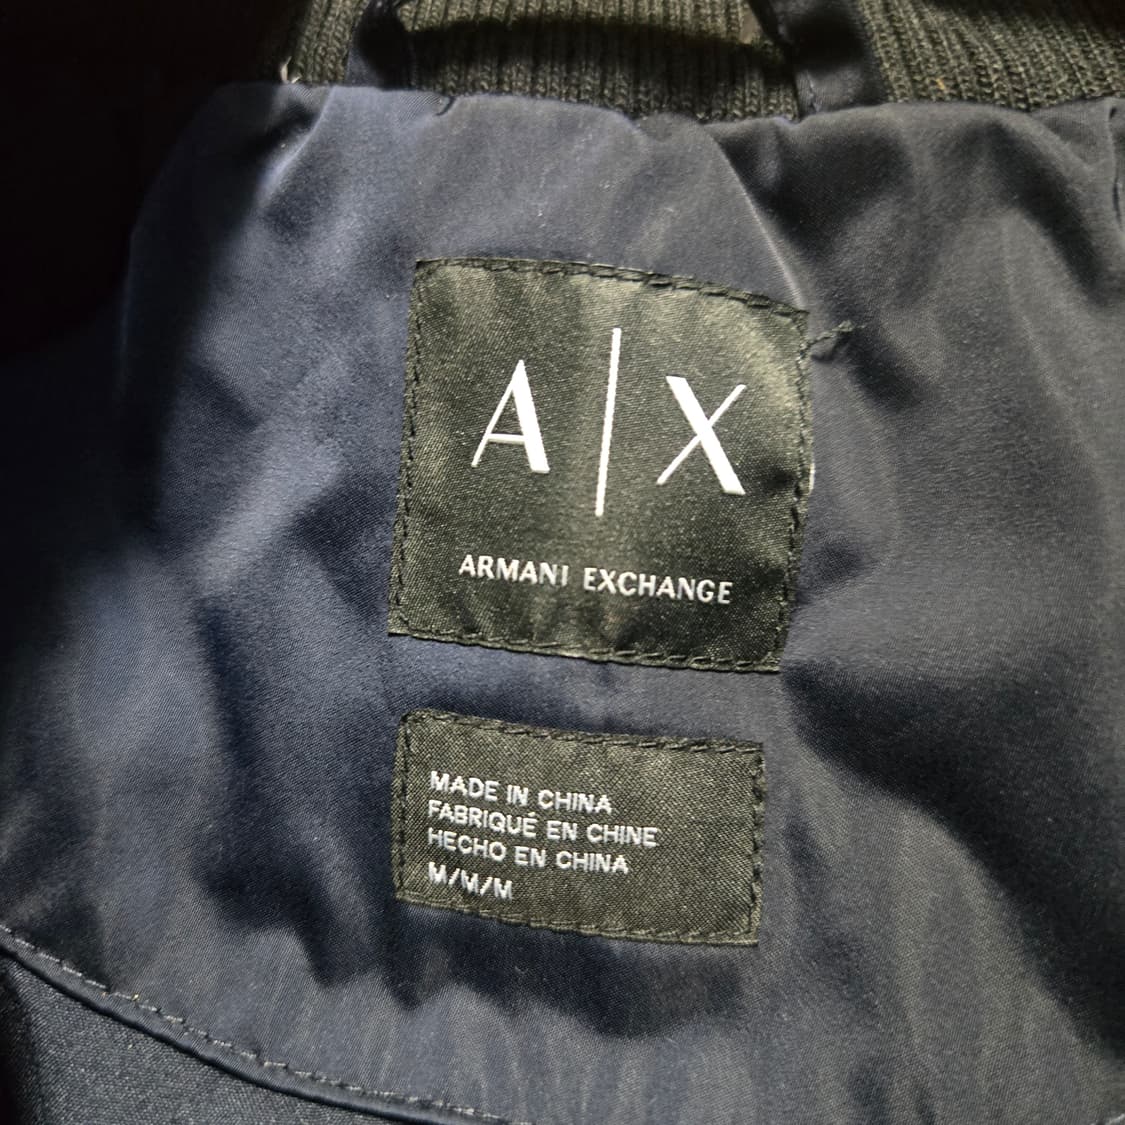 A|X
ARMANI EXCHANGE
MADE IN CHINA
FABRIQUÉ EN CHINE
HECHO EN CHINA
M/M/M